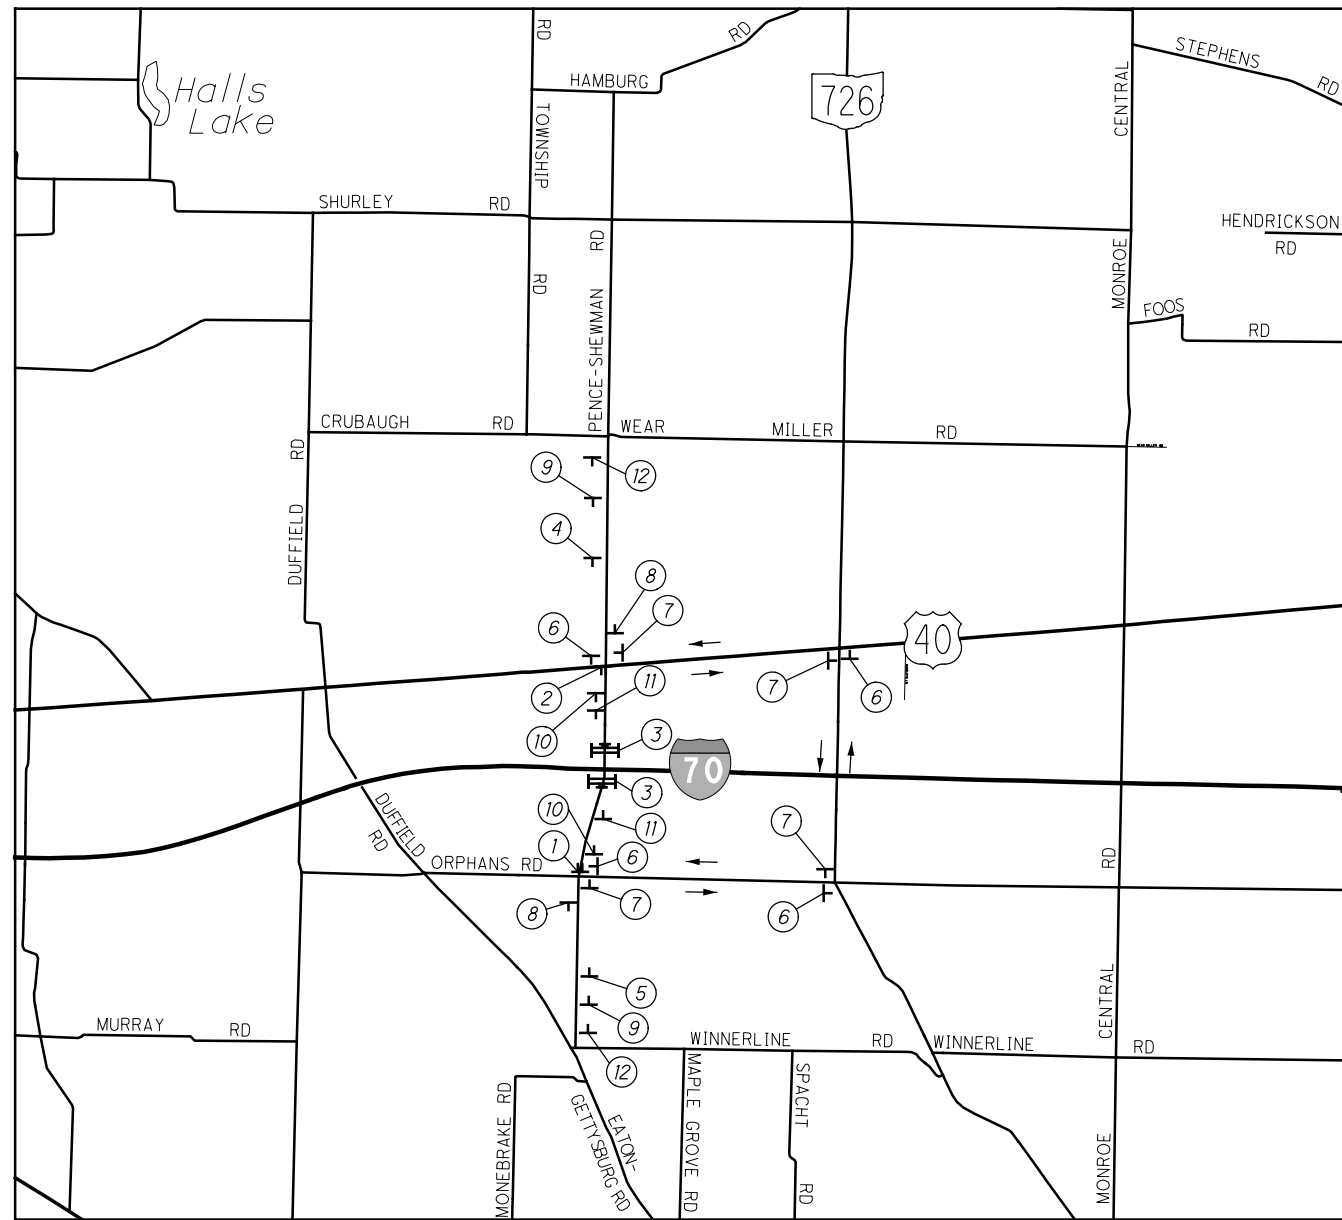 RD
RD
STEPHENS
HAMBURG
RD
Halls
Lake
726
CENTRAL
TOWNSHIP
SHURLEY RD
HENDRICKSON
RD
RD
RD
MONROE
FOOS
RD
PENCE-SHEWMAN
CRUBAUGH RD
WEAR MILLER RD
RD
9
12
DUFFIELD
4
8
7
6
40
2
11
7
6
10
3
70
3
10
11
7
DUFFIELD
RD
1
6
ORPHANS RD
RD
7
8
6
5
CENTRAL
9
MURRAY RD
WINNERLINE RD
WINNERLINE RD
12
MONEBRAKE RD
GETTYSBURG RD
EATON-
MAPLE GROVE RD
SPACHT
RD
MONROE